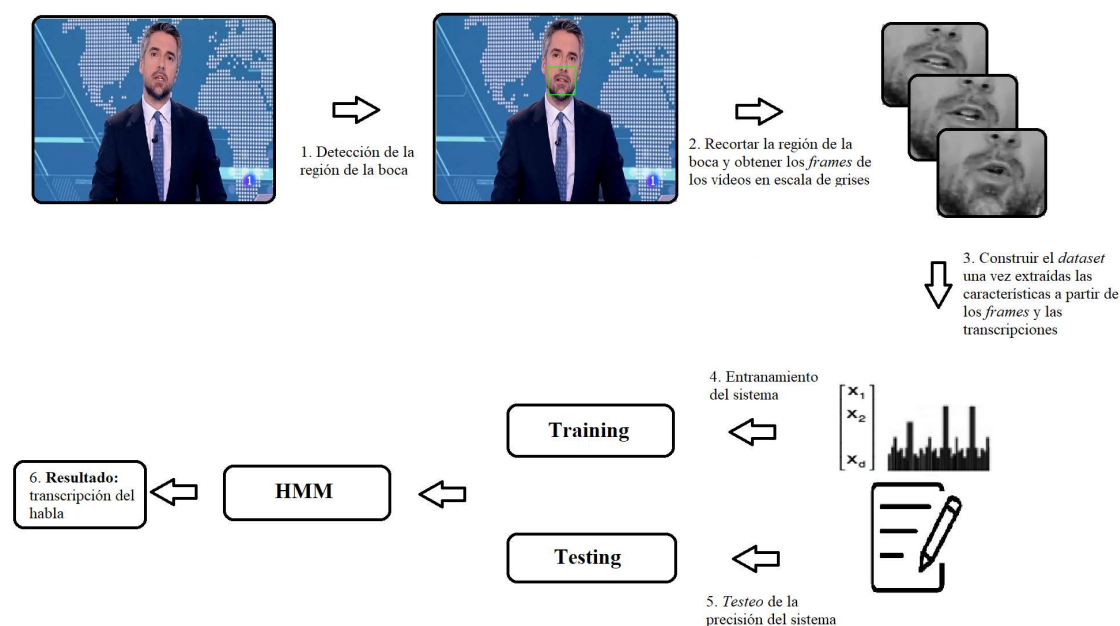 1
1
1. Detección de la
región de la boca
2. Recortar la región de la
boca y obtener los frames de
los vídeos en escala de grises
3. Construir el dataset
una vez extraídas las
características a partir de
los frames y las
transcripciones
4. Entranamiento
del sistema
X1
X2
Xd
Training
6. Resultado:
transcripción del
habla
HMM
Testing
5. Testeo de la
precisión del sistema